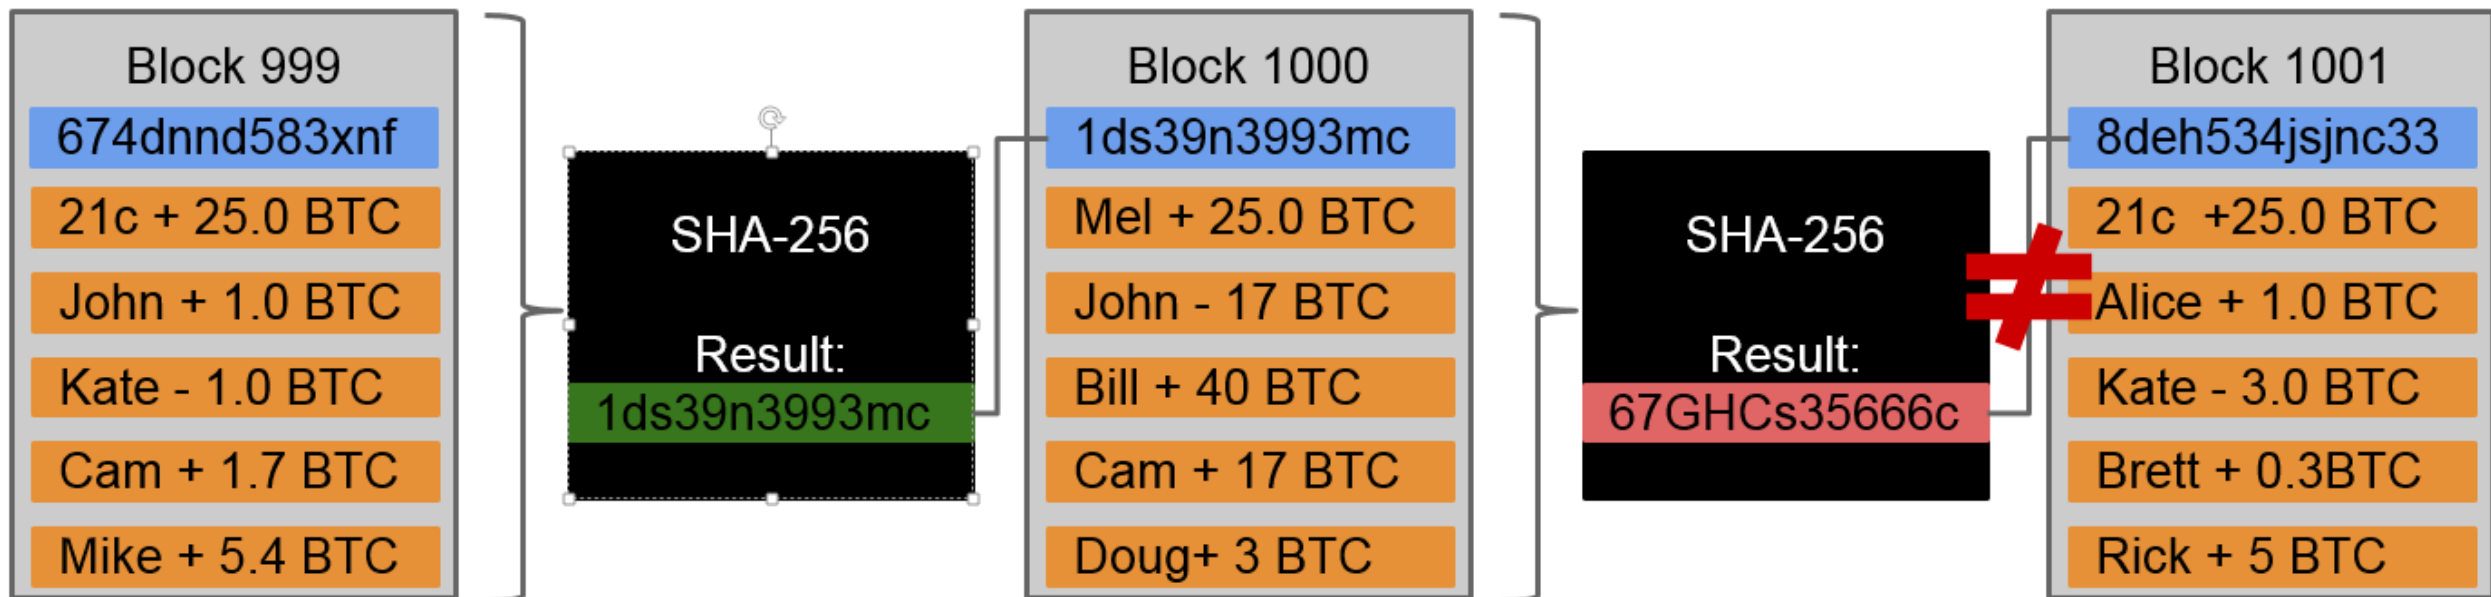 Block 999
674dnnd583xnf
21c + 25.0 BTC
John + 1.0 BTC
Kate - 1.0 BTC
Cam + 1.7 BTC
Mike + 5.4 BTC
SHA-256
Result:
1ds39n3993mc
Block 1000
1ds39n3993mc
Mel + 25.0 BTC
John - 17 BTC
Bill + 40 BTC
Cam + 17 BTC
Doug+ 3 BTC
SHA-256
Result:
67GHCs35666c
≠
Block 1001
8deh534jsjnc33
21c  +25.0 BTC
Alice + 1.0 BTC
Kate - 3.0 BTC
Brett + 0.3BTC
Rick + 5 BTC